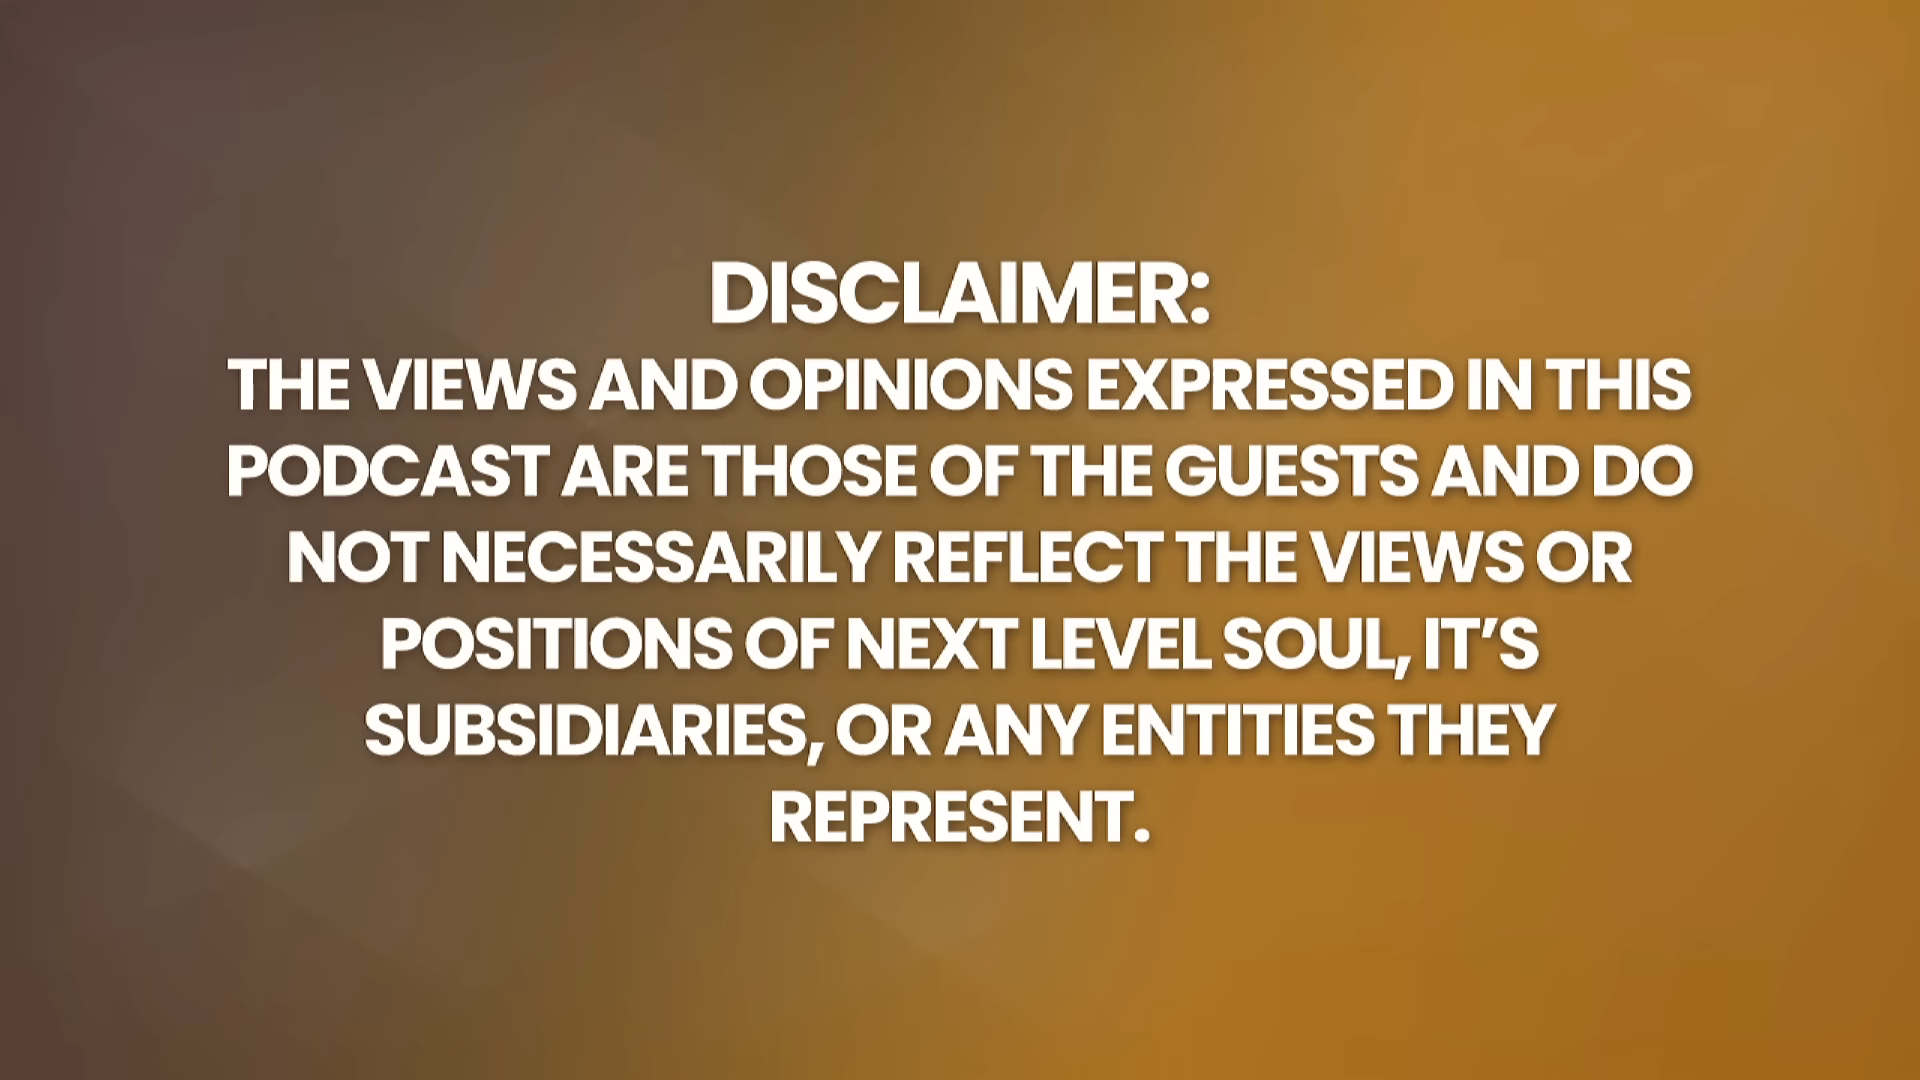 DISCLAIMER:
THE VIEWS AND OPINIONS EXPRESSED IN THIS
PODCAST ARE THOSE OF THE GUESTS AND DO
NOT NECESSARILY REFLECT THE VIEWS OR
POSITIONS OF NEXT LEVEL SOUL, IT’S
SUBSIDIARIES, OR ANY ENTITIES THEY
REPRESENT.